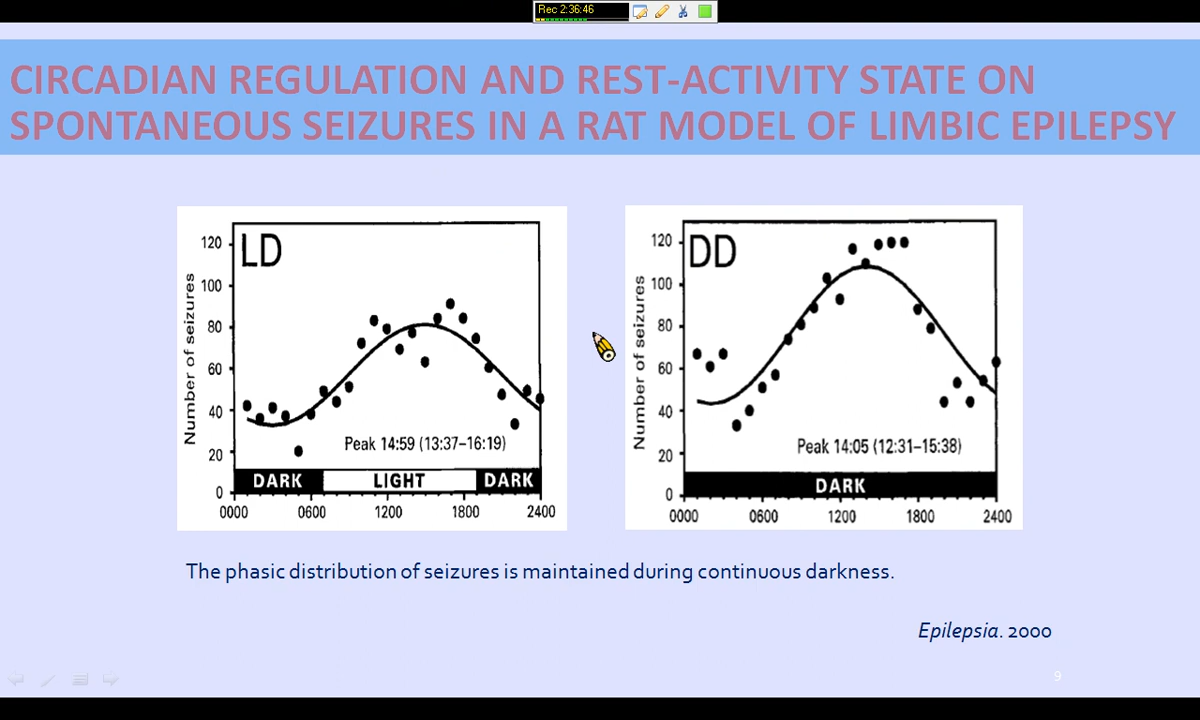 Rec 2:36:46
CIRCADIAN REGULATION AND REST-ACTIVITY STATE ON
SPONTANEOUS SEIZURES IN A RAT MODEL OF LIMBIC EPILEPSY
LD
Number of seizures
120
100
80
60
40
20
0
Peak 14:59 (13:37–16:19)
DARK LIGHT DARK
0000 0600 1200 1800 2400
DD
Number of seizures
120
100
80
60
40
20
0
Peak 14:05 (12:31–15:38)
DARK
0000 0600 1200 1800 2400
The phasic distribution of seizures is maintained during continuous darkness.
Epilepsia. 2000
9